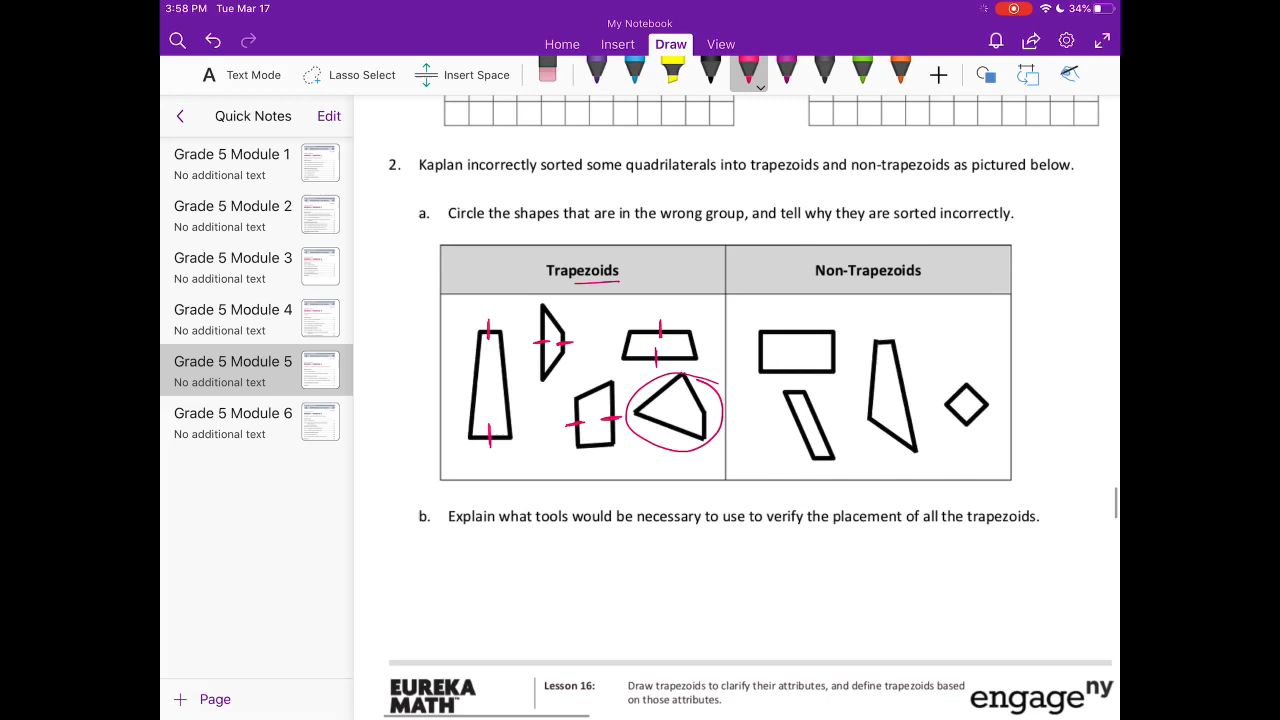 3:58 PM Tue Mar 17
34%
My Notebook
Home Insert Draw View
Text Mode Lasso Select Insert Space
Quick Notes Edit
Grade 5 Module 1
No additional text
Grade 5 Module 2
No additional text
Grade 5 Module 3
No additional text
Grade 5 Module 4
No additional text
Grade 5 Module 5
No additional text
Grade 5 Module 6
No additional text
+ Page
2. Kaplan incorrectly sorted some quadrilaterals into trapezoids and non-trapezoids as pictured below.
a. Circle the shapes that are in the wrong group and tell why they are sorted incorrectly.
Trapezoids Non-Trapezoids
b. Explain what tools would be necessary to use to verify the placement of all the trapezoids.
EUREKA MATH™
Lesson 16: Draw trapezoids to clarify their attributes, and define trapezoids based
on those attributes.
engageny